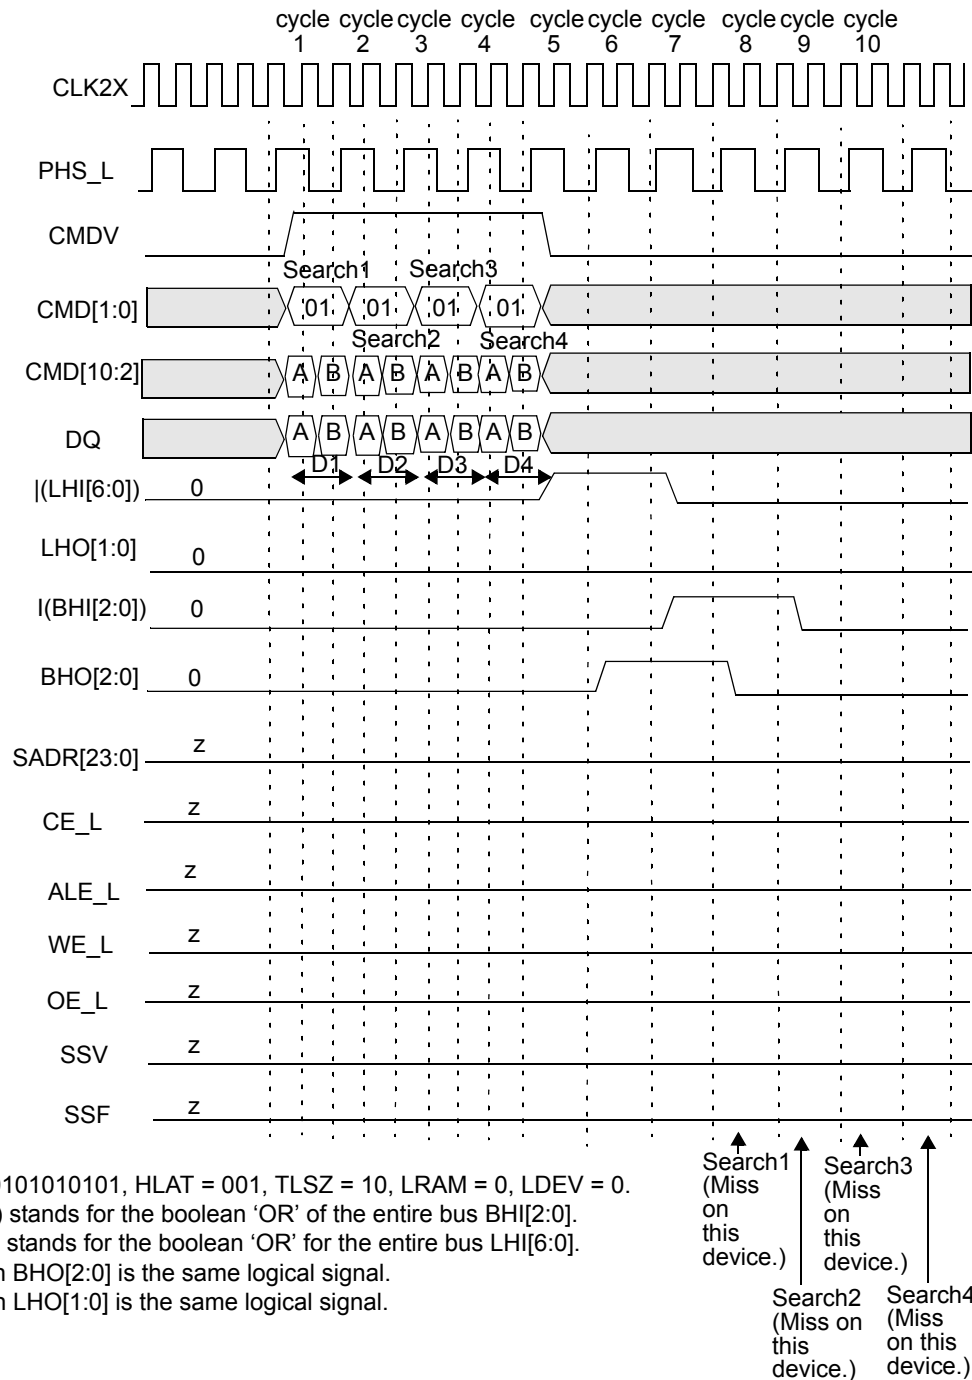 cycle cycle cycle cycle cycle cycle cycle cycle cycle cycle
1 2 3 4 5 6 7 8 9 10
CLK2X
PHS_L
CMDV
Search1 Search3
CMD[1:0] 01 01 01 01
Search2 Search4
CMD[10:2] A B A B A B A B
DQ A B A B A B A B
D1 D2 D3 D4
|(LHI[6:0]) 0
LHO[1:0] 0
I(BHI[2:0]) 0
BHO[2:0] 0
SADR[23:0] z
CE_L z
ALE_L z
WE_L z
OE_L z
SSV z
SSF z
0101010101, HLAT = 001, TLSZ = 10, LRAM = 0, LDEV = 0.
) stands for the boolean ‘OR’ of the entire bus BHI[2:0].
stands for the boolean ‘OR’ for the entire bus LHI[6:0].
n BHO[2:0] is the same logical signal.
n LHO[1:0] is the same logical signal.
Search1
(Miss
on
this
device.)
Search3
(Miss
on
this
device.)
Search2
(Miss on
this
device.)
Search4
(Miss
on this
device.)